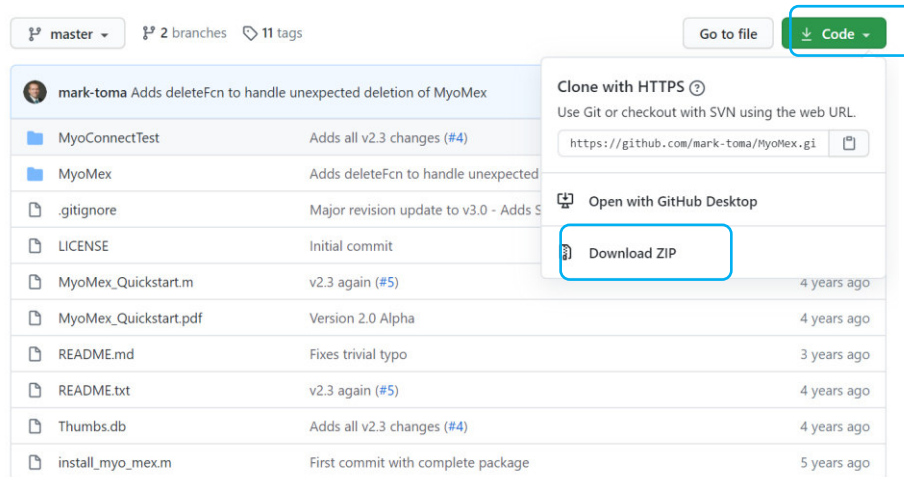 master
2 branches
11 tags
Go to file
Code
mark-toma Adds deleteFcn to handle unexpected deletion of MyoMex
Clone with HTTPS
Use Git or checkout with SVN using the web URL.
https://github.com/mark-toma/MyoMex.gi
Open with GitHub Desktop
Download ZIP
MyoConnectTest Adds all v2.3 changes (#4)
MyoMex Adds deleteFcn to handle unexpected
.gitignore Major revision update to v3.0 - Adds S
LICENSE Initial commit
MyoMex_Quickstart.m v2.3 again (#5) 4 years ago
MyoMex_Quickstart.pdf Version 2.0 Alpha 4 years ago
README.md Fixes trivial typo 3 years ago
README.txt v2.3 again (#5) 4 years ago
Thumbs.db Adds all v2.3 changes (#4) 4 years ago
install_myo_mex.m First commit with complete package 5 years ago